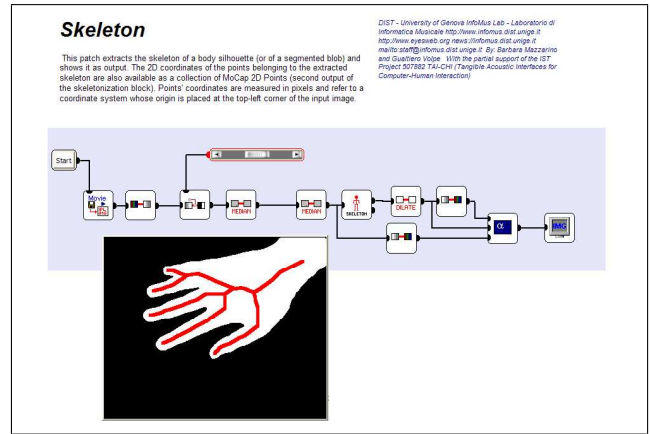 Skeleton
This patch extracts the skeleton of a body silhouette (or of a segmented blob) and
shows it as output. The 2D coordinates of the points belonging to the extracted
skeleton are also available as a collection of MoCap 2D Points (second output of
the skeletonization block). Points' coordinates are measured in pixels and refer to a
coordinate system whose origin is placed at the top-left corner of the input image.
DIST - University of Genova InfoMus Lab - Laboratorio di
Informatica Musicale http://www.infomus.dist.unige.it
http://www.eyesweb.org news://infomus.dist.unige.it
mailto:staff@infomus.dist.unige.it By: Barbara Mazzarino
and Gualtiero Volpe With the partial support of the IST
Project 507882 TAI-CHI (Tangible Acoustic Interfaces for
Computer-Human Interaction)
Start
Movie
MEDIAN
MEDIAN
SKELETON
DILATE
α
IMG